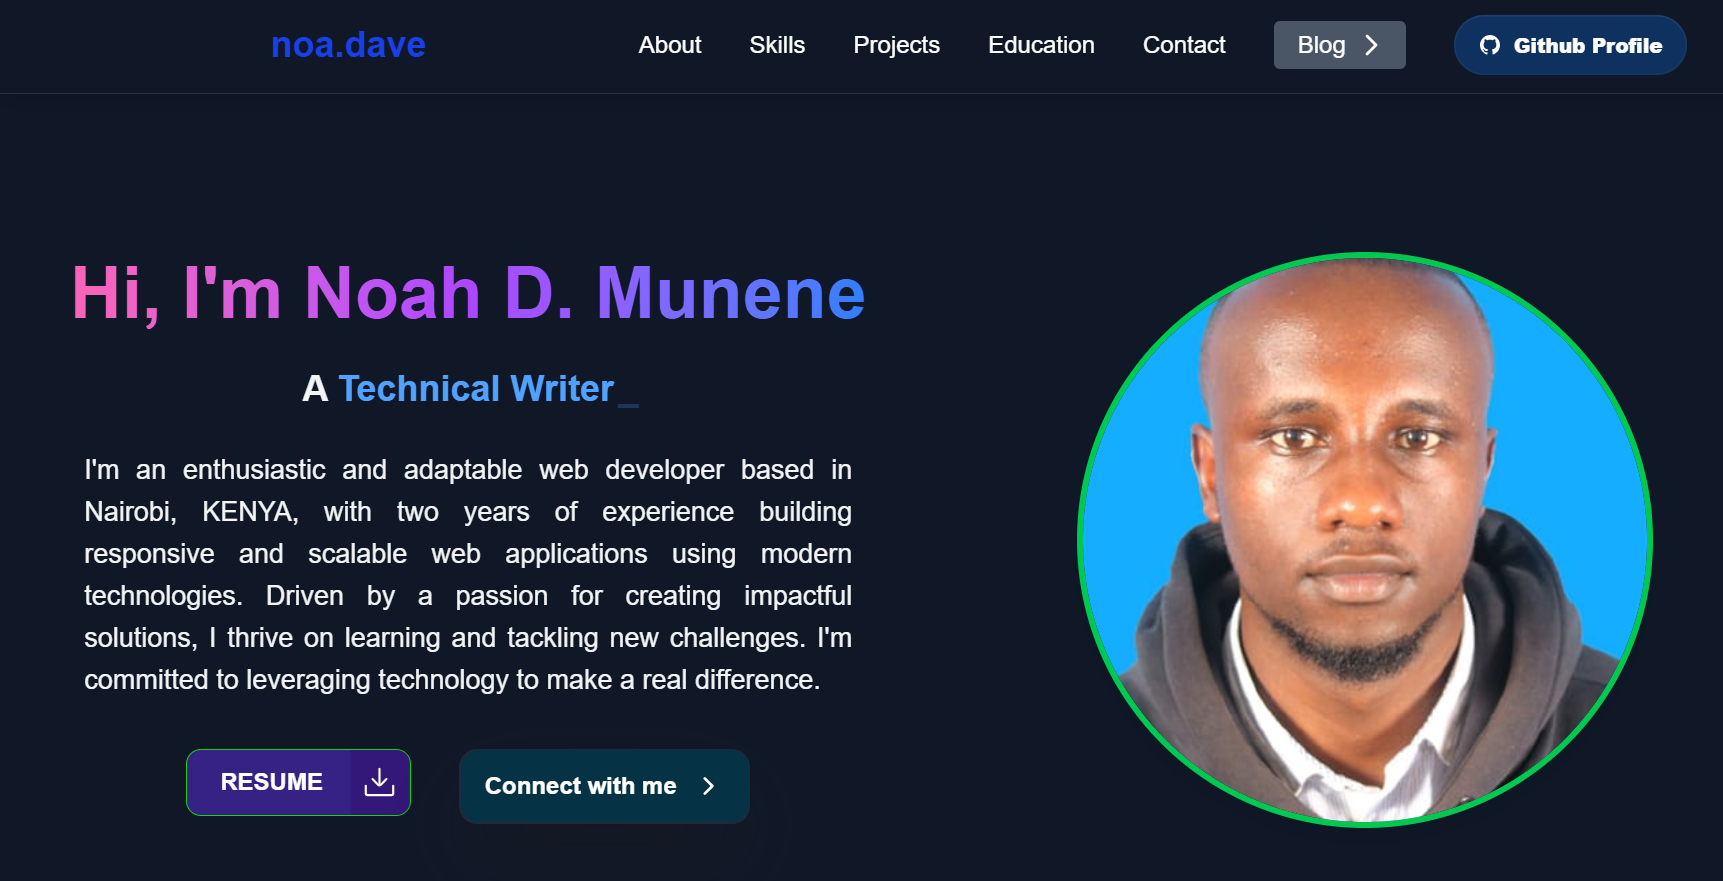 noa.dave
About
Skills
Projects
Education
Contact
Blog
Github Profile
Hi, I'm Noah D. Munene
A Technical Writer_
I'm an enthusiastic and adaptable web developer based in
Nairobi, KENYA, with two years of experience building
responsive and scalable web applications using modern
technologies. Driven by a passion for creating impactful
solutions, I thrive on learning and tackling new challenges. I'm
committed to leveraging technology to make a real difference.
RESUME
Connect with me